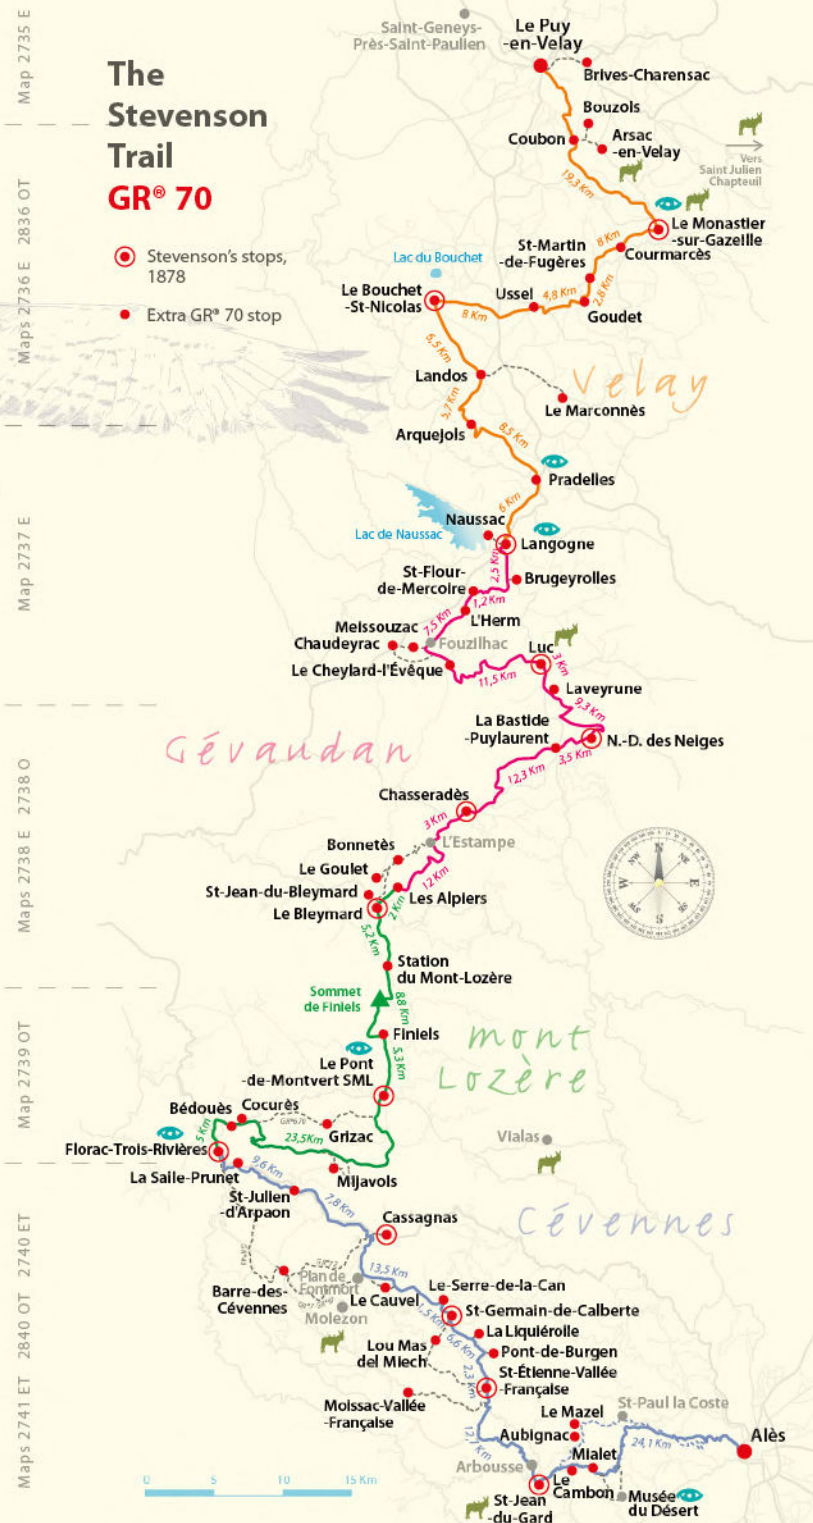 Map 2735 E
Maps 2736 E 2836 OT
Map 2737 E
Maps 2738 E 2738 O
Map 2739 OT
Maps 2741 ET 2840 OT 2740 ET
The
Stevenson
Trail
GR® 70
Stevenson's stops,
1878
Extra GR® 70 stop
Saint-Geneys-
Près-Saint-Paulien
Le Puy
-en-Velay
Brives-Charensac
Bouzols
Coubon
Arsac
-en-Velay
Vers
Saint Julien
Chapteuil
19,3 Km
Le Monastier
-sur-Gazeille
8 Km
Courmarcès
St-Martin
-de-Fugères
2,8 Km
Lac du Bouchet
Le Bouchet
-St-Nicolas
Ussel
4,8 Km
Goudet
8 Km
5,5 Km
Landos
Velay
Le Marconnès
5,7 Km
Arquejols
8,5 Km
Pradelles
6 Km
Naussac
Lac de Naussac
Langogne
2,5 Km
St-Flour-
de-Mercoire
Brugeyrolles
1,2 Km
L'Herm
7,5 Km
Meissouzac
Chaudeyrac
Fouzilhac
Le Cheylard-l'Évêque
Luc
3 Km
11,5 Km
Laveyrune
9,3 Km
La Bastide
-Puylaurent
N.-D. des Neiges
3,5 Km
Gévaudan
12,3 Km
Chasseradès
3 Km
L'Estampe
Bonnetès
Le Goulet
12 Km
St-Jean-du-Bleymard
Les Alpiers
Le Bleymard
2 Km
N
NE
E
SE
S
SW
W
NW
5,2 Km
Station
du Mont-Lozère
Sommet
de Finiels
8,8 Km
Finiels
mont
Lozère
5,3 Km
Le Pont
-de-Montvert SML
Bédouès
Cocurès
GR®70
Grizac
5 Km
23,5Km
Florac-Trois-Rivières
Vialas
La Salle-Prunet
9,6 Km
Mijavols
St-Julien
-d'Arpaon
7,8 Km
Cassagnas
Cévennes
13,5 Km
Plan de
Fontmort
Barre-des-
Cévennes
Le Cauvel
Le-Serre-de-la-Can
Molezon
1,5Km
St-Germain-de-Calberte
La Liquiérolle
Lou Mas
del Miech
6,6 Km
Pont-de-Burgen
2,3 Km
St-Étienne-Vallée
-Française
Moissac-Vallée
-Française
Le Mazel
St-Paul la Coste
Aubignac
Alès
12,7 Km
Mialet
24,1 Km
Arbousse
Le
Cambon
Musée
du Désert
St-Jean
-du-Gard
0
5
10
15 Km